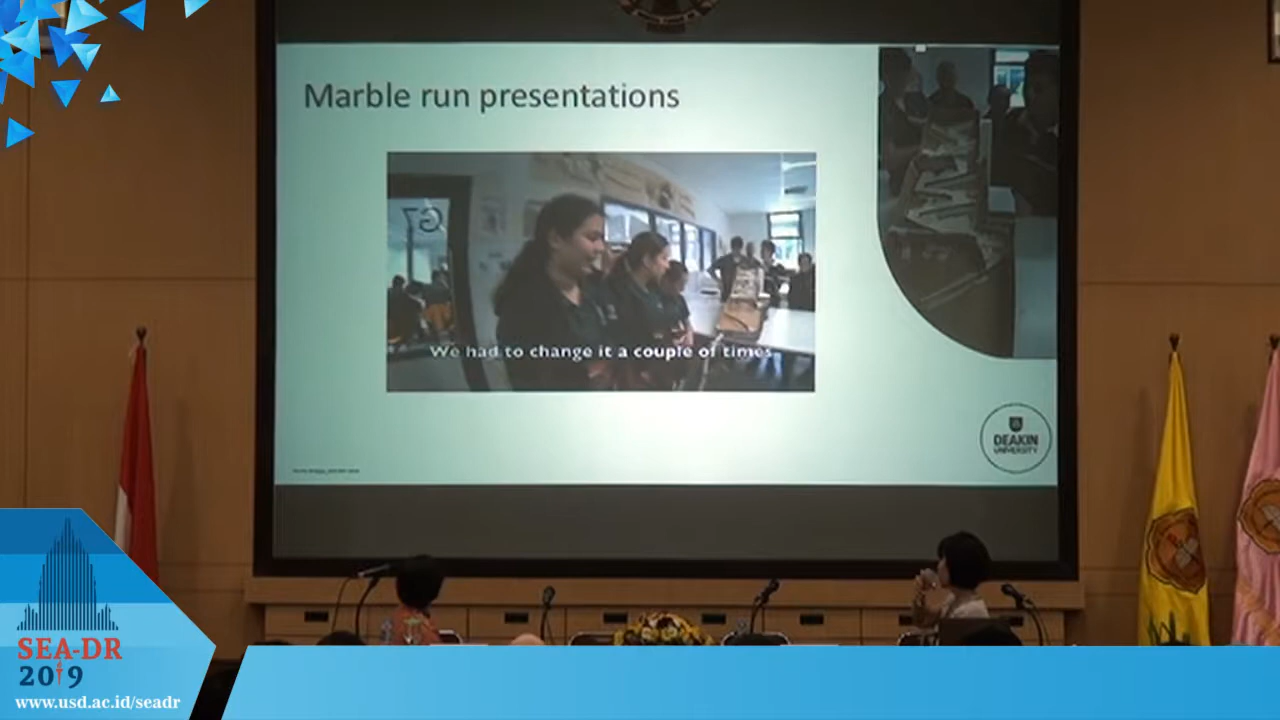 Marble run presentations
G7
We had to change it a couple of times
DEAKIN
UNIVERSITY
SEA-DR
2019
www.usd.ac.id/seadr